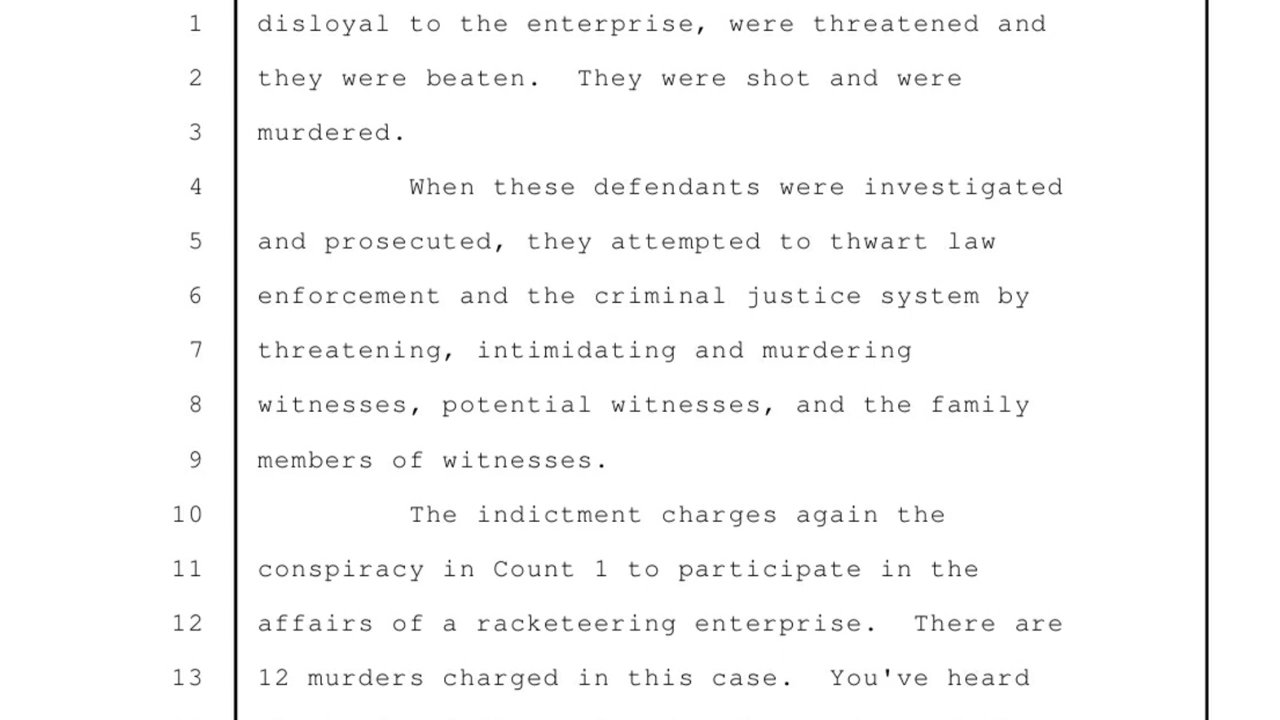 1 disloyal to the enterprise, were threatened and
2 they were beaten.  They were shot and were
3 murdered.
4 When these defendants were investigated
5 and prosecuted, they attempted to thwart law
6 enforcement and the criminal justice system by
7 threatening, intimidating and murdering
8 witnesses, potential witnesses, and the family
9 members of witnesses.
10 The indictment charges again the
11 conspiracy in Count 1 to participate in the
12 affairs of a racketeering enterprise.  There are
13 12 murders charged in this case.  You've heard